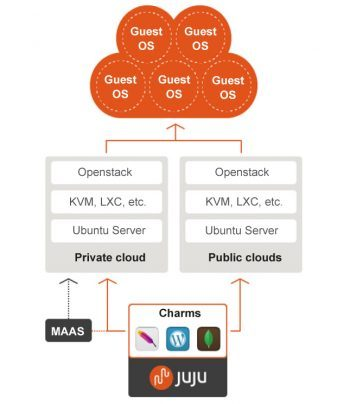 Guest
OS
Guest
OS
Guest
OS
Guest
OS
Guest
OS
Openstack
KVM, LXC, etc.
Ubuntu Server
Private cloud
Openstack
KVM, LXC, etc.
Ubuntu Server
Public clouds
MAAS
Charms
juju